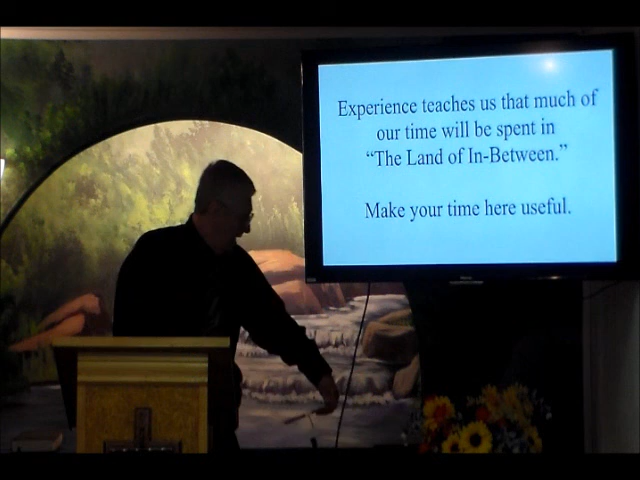 Experience teaches us that much of
our time will be spent in
“The Land of In-Between.”
Make your time here useful.